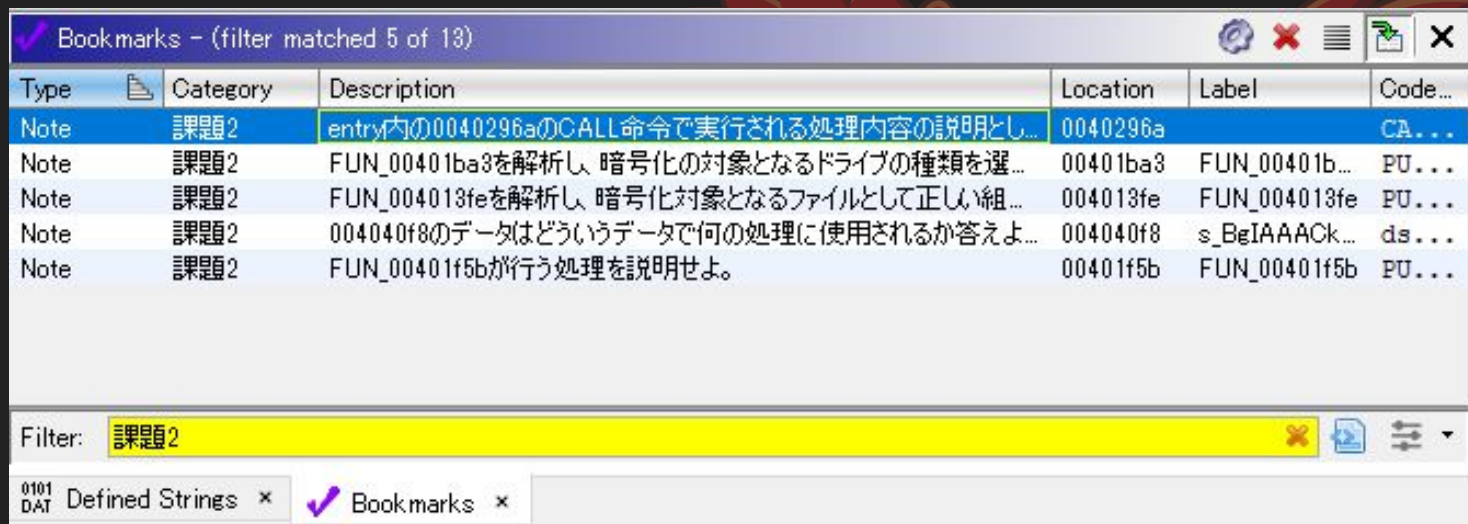 Bookmarks - (filter matched 5 of 13)
Type Category Description Location Label Code...
Note 課題2 entry内の0040296aのCALL命令で実行される処理内容の説明とし... 0040296a CA...
Note 課題2 FUN_00401ba3を解析し、暗号化の対象となるドライブの種類を選... 00401ba3 FUN_00401b... PU...
Note 課題2 FUN_004013feを解析し、暗号化対象となるファイルとして正しい組... 004013fe FUN_004013fe PU...
Note 課題2 004040f8のデータはどういうデータで何の処理に使用されるか答えよ... 004040f8 s_BgIAAACk... ds...
Note 課題2 FUN_00401f5bが行う処理を説明せよ。 00401f5b FUN_00401f5b PU...
Filter: 課題2
0101 DAT Defined Strings × Bookmarks ×